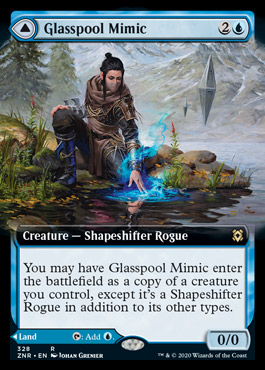 Glasspool Mimic 2
Creature — Shapeshifter Rogue
You may have Glasspool Mimic enter
the battlefield as a copy of a creature
you control, except it's a Shapeshifter
Rogue in addition to its other types.
Land : Add
0/0
328 R
ZNR • EN Johan Grenier
™ & © 2020 Wizards of the Coast